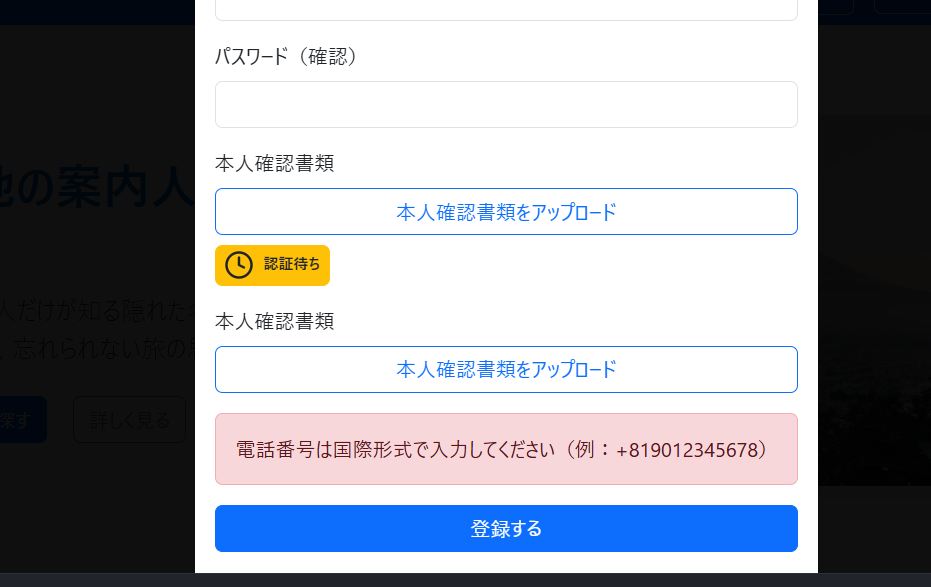 パスワード（確認）
本人確認書類
本人確認書類をアップロード
認証待ち
本人確認書類
本人確認書類をアップロード
電話番号は国際形式で入力してください（例：+819012345678）
登録する
の案内人
人だけが知る隠れた
忘れられない旅の
探す
詳しく見る